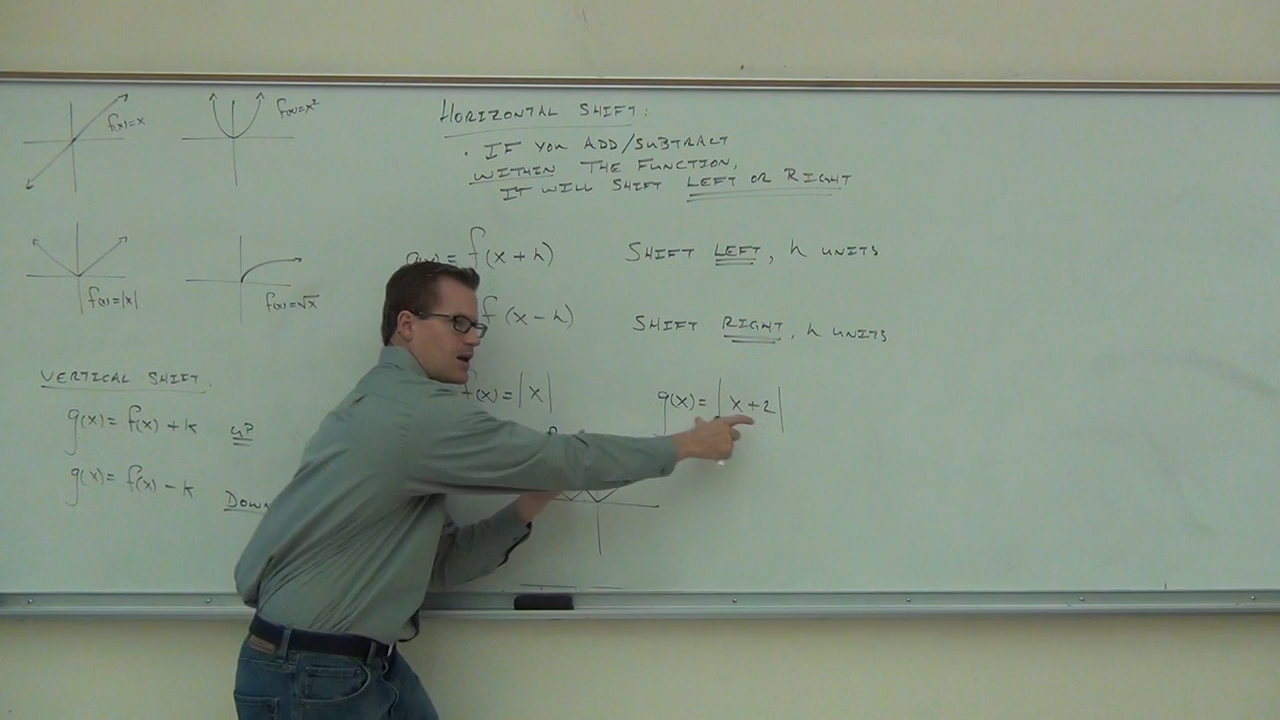 f(x)=x
f(x)=x²
f(x)=|x|
f(x)=√x
VERTICAL SHIFT:
g(x)= f(x)+k UP
g(x)= f(x)-k DOWN
HORIZONTAL SHIFT:
· IF YOU ADD/SUBTRACT
WITHIN THE FUNCTION,
IT WILL SHIFT LEFT OR RIGHT
g(x)= f(x+h) SHIFT LEFT, h UNITS
f(x-h) SHIFT RIGHT, h UNITS
f(x)=|x| g(x)=|x+2|